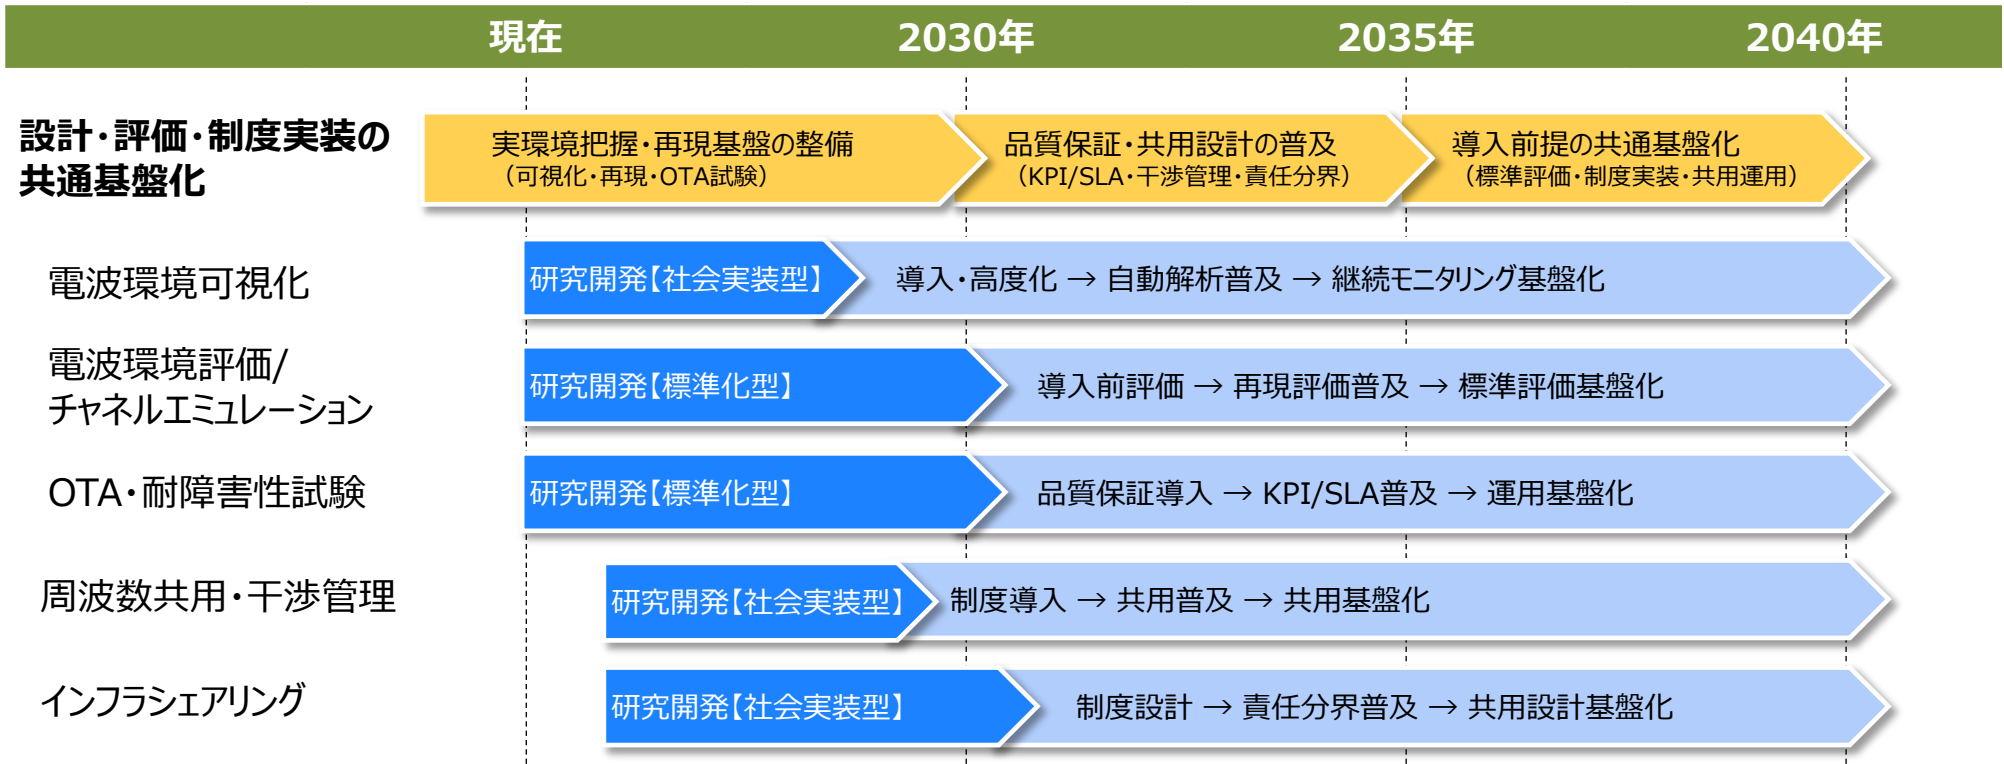 現在 2030年 2035年 2040年
設計・評価・制度実装の
共通基盤化
実環境把握・再現基盤の整備
（可視化・再現・OTA試験）
品質保証・共用設計の普及
（KPI/SLA・干渉管理・責任分界）
導入前提の共通基盤化
（標準評価・制度実装・共用運用）
電波環境可視化
研究開発【社会実装型】
導入・高度化 → 自動解析普及 → 継続モニタリング基盤化
電波環境評価/
チャネルエミュレーション
研究開発【標準化型】
導入前評価 → 再現評価普及 → 標準評価基盤化
OTA・耐障害性試験
研究開発【標準化型】
品質保証導入 → KPI/SLA普及 → 運用基盤化
周波数共用・干渉管理
研究開発【社会実装型】
制度導入 → 共用普及 → 共用基盤化
インフラシェアリング
研究開発【社会実装型】
制度設計 → 責任分界普及 → 共用設計基盤化